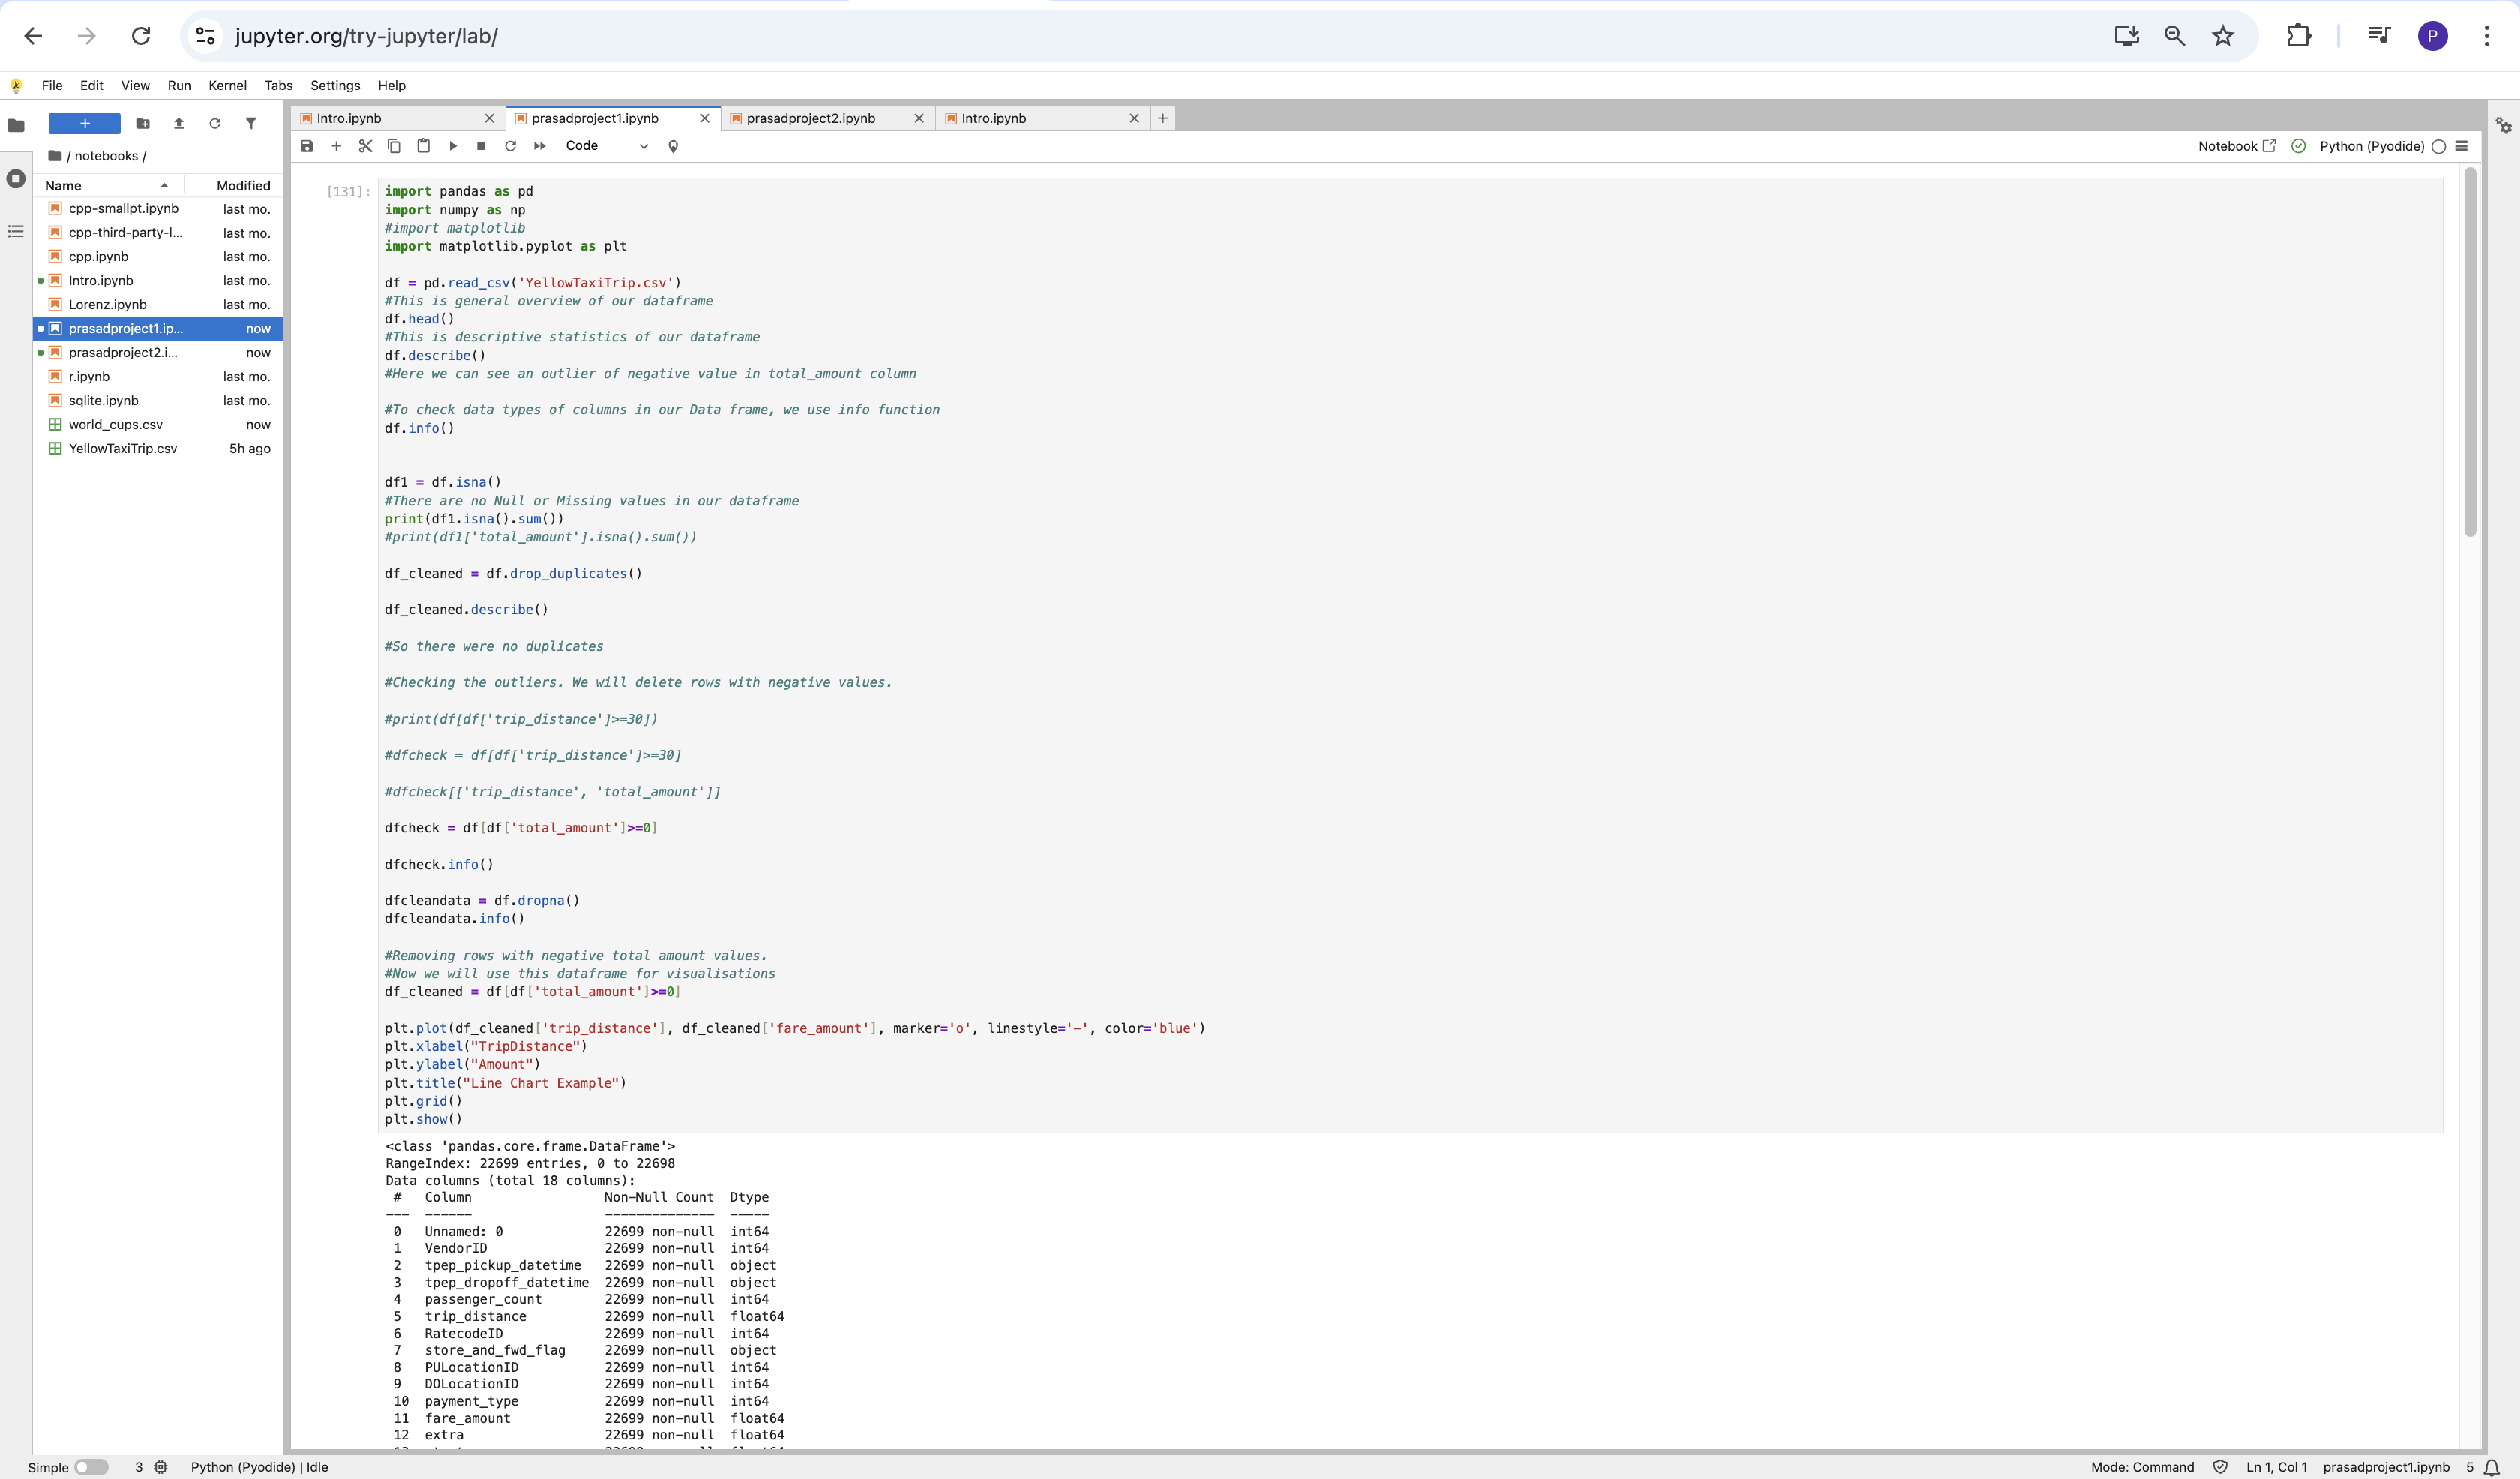 jupyter.org/try-jupyter/lab/
P
File Edit View Run Kernel Tabs Settings Help
+
/ notebooks /
Name Modified
cpp-smallpt.ipynb last mo.
cpp-third-party-l... last mo.
cpp.ipynb last mo.
Intro.ipynb last mo.
Lorenz.ipynb last mo.
prasadproject1.ip... now
prasadproject2.i... now
r.ipynb last mo.
sqlite.ipynb last mo.
world_cups.csv now
YellowTaxiTrip.csv 5h ago
Intro.ipynb prasadproject1.ipynb prasadproject2.ipynb Intro.ipynb
Code Notebook Python (Pyodide)
[131]: import pandas as pd
import numpy as np
#import matplotlib
import matplotlib.pyplot as plt
df = pd.read_csv('YellowTaxiTrip.csv')
#This is general overview of our dataframe
df.head()
#This is descriptive statistics of our dataframe
df.describe()
#Here we can see an outlier of negative value in total_amount column
#To check data types of columns in our Data frame, we use info function
df.info()
df1 = df.isna()
#There are no Null or Missing values in our dataframe
print(df1.isna().sum())
#print(df1['total_amount'].isna().sum())
df_cleaned = df.drop_duplicates()
df_cleaned.describe()
#So there were no duplicates
#Checking the outliers. We will delete rows with negative values.
#print(df[df['trip_distance']>=30])
#dfcheck = df[df['trip_distance']>=30]
#dfcheck[['trip_distance', 'total_amount']]
dfcheck = df[df['total_amount']>=0]
dfcheck.info()
dfcleandata = df.dropna()
dfcleandata.info()
#Removing rows with negative total amount values.
#Now we will use this dataframe for visualisations
df_cleaned = df[df['total_amount']>=0]
plt.plot(df_cleaned['trip_distance'], df_cleaned['fare_amount'], marker='o', linestyle='-', color='blue')
plt.xlabel("TripDistance")
plt.ylabel("Amount")
plt.title("Line Chart Example")
plt.grid()
plt.show()
<class 'pandas.core.frame.DataFrame'>
RangeIndex: 22699 entries, 0 to 22698
Data columns (total 18 columns):
# Column Non-Null Count Dtype
--- ------ -------------- -----
0 Unnamed: 0 22699 non-null int64
1 VendorID 22699 non-null int64
2 tpep_pickup_datetime 22699 non-null object
3 tpep_dropoff_datetime 22699 non-null object
4 passenger_count 22699 non-null int64
5 trip_distance 22699 non-null float64
6 RatecodeID 22699 non-null int64
7 store_and_fwd_flag 22699 non-null object
8 PULocationID 22699 non-null int64
9 DOLocationID 22699 non-null int64
10 payment_type 22699 non-null int64
11 fare_amount 22699 non-null float64
12 extra 22699 non-null float64
Simple 3 Python (Pyodide) | Idle Mode: Command Ln 1, Col 1 prasadproject1.ipynb 5